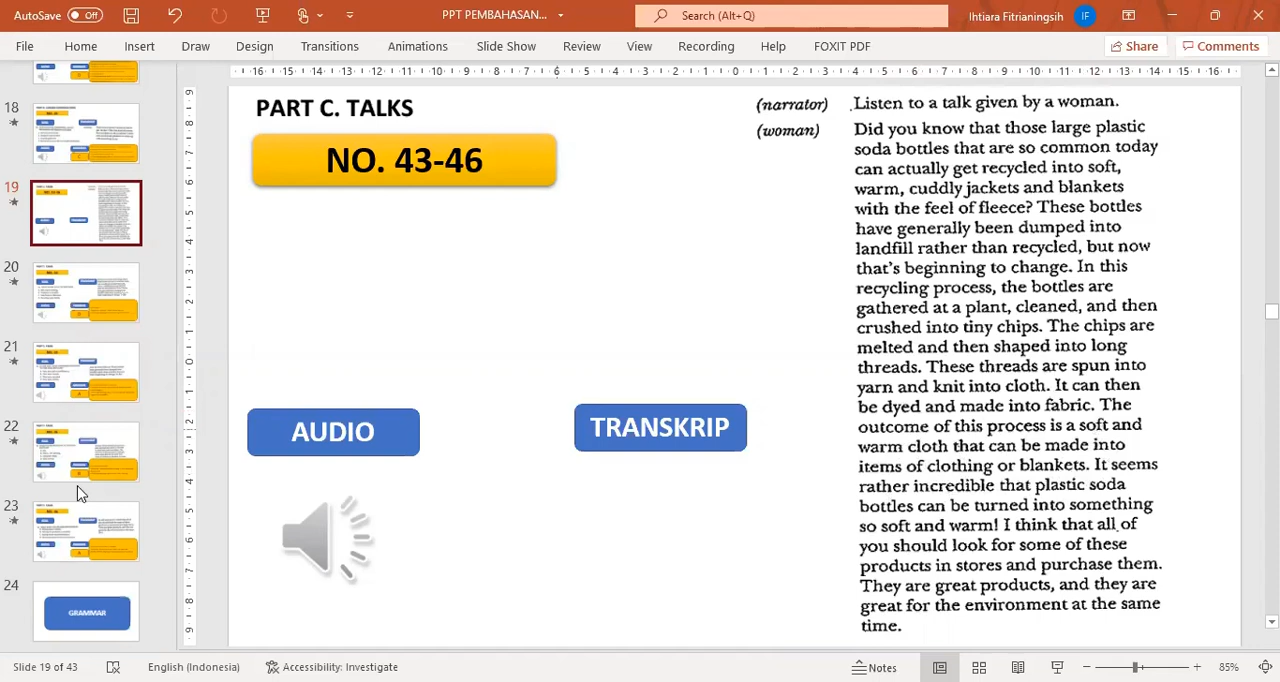 AutoSave Off PPT PEMBAHASAN... Search (Alt+Q) Ihtiara Fitrianingsih IF
File Home Insert Draw Design Transitions Animations Slide Show Review View Recording Help FOXIT PDF Share Comments
18
19
20
21
22
23
24
GRAMMAR
PART C. TALKS
NO. 43-46
AUDIO
TRANSKRIP
(narrator) Listen to a talk given by a woman.
(woman) Did you know that those large plastic
soda bottles that are so common today
can actually get recycled into soft,
warm, cuddly jackets and blankets
with the feel of fleece? These bottles
have generally been dumped into
landfill rather than recycled, but now
that's beginning to change. In this
recycling process, the bottles are
gathered at a plant, cleaned, and then
crushed into tiny chips. The chips are
melted and then shaped into long
threads. These threads are spun into
yarn and knit into cloth. It can then
be dyed and made into fabric. The
outcome of this process is a soft and
warm cloth that can be made into
items of clothing or blankets. It seems
rather incredible that plastic soda
bottles can be turned into something
so soft and warm! I think that all of
you should look for some of these
products in stores and purchase them.
They are great products, and they are
great for the environment at the same
time.
Slide 19 of 43 English (Indonesia) Accessibility: Investigate Notes 85%